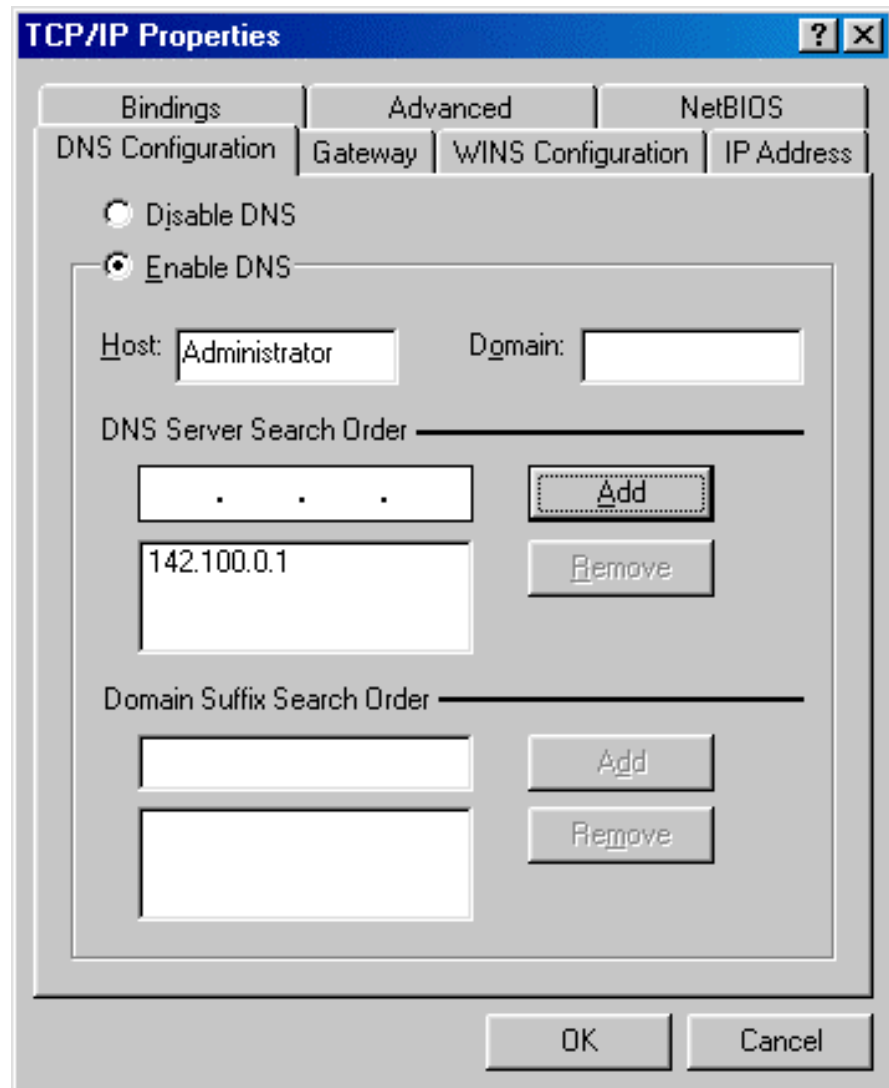 TCP/IP Properties
? ×
Bindings Advanced NetBIOS
DNS Configuration Gateway WINS Configuration IP Address
Disable DNS
Enable DNS
Host: Administrator Domain:
DNS Server Search Order
. . . Add
142.100.0.1 Remove
Domain Suffix Search Order
Add
Remove
OK Cancel